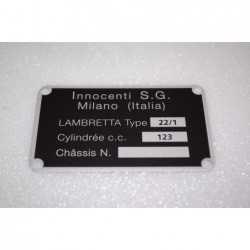 Innocenti S.G.
Milano (Italia)
LAMBRETTA Type 22/1
Cylindrée c.c. 123
Châssis N.